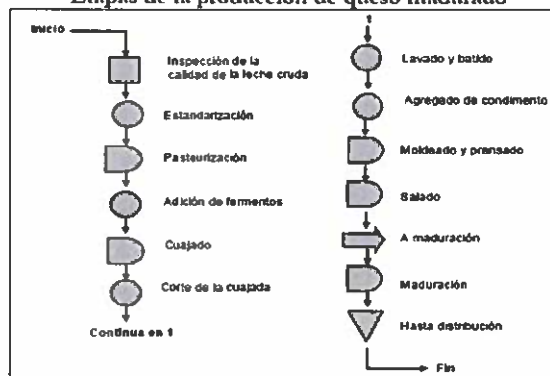 Etapas de la producción de queso madurado
Inicio
Inspección de la
calidad de la leche cruda
Estandarización
Pasteurización
Adición de fermentos
Cuajado
Corte de la cuajada
Continua en 1
1
Lavado y batido
Agregado de condimento
Moldeado y prensado
Salado
A maduración
Maduración
Hasta distribución
Fin